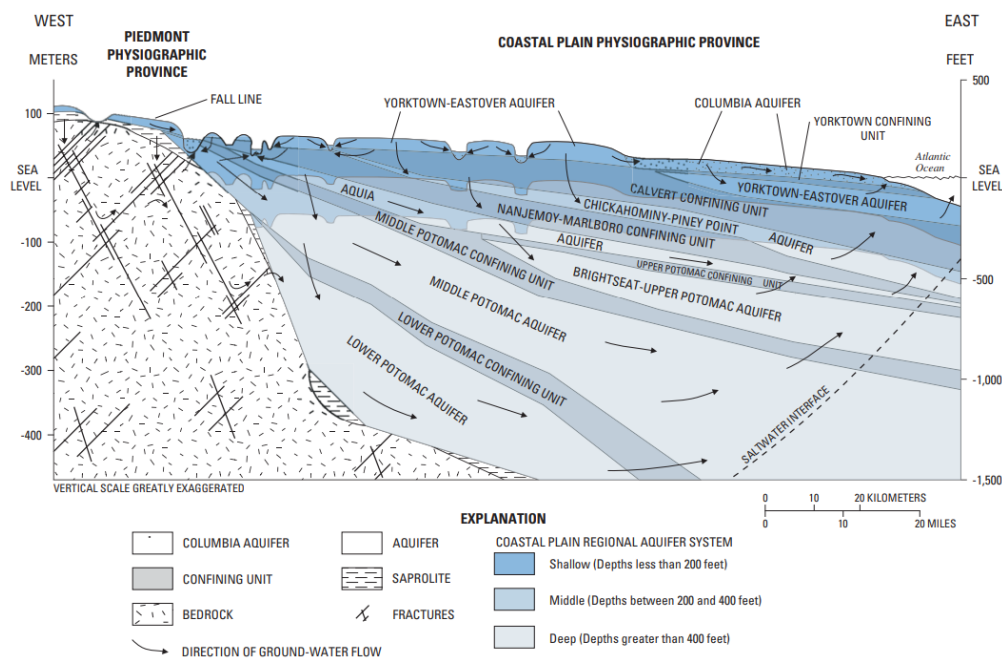 WEST
EAST
PIEDMONT
PHYSIOGRAPHIC
PROVINCE
COASTAL PLAIN PHYSIOGRAPHIC PROVINCE
METERS
FEET
500
FALL LINE
YORKTOWN-EASTOVER AQUIFER
COLUMBIA AQUIFER
YORKTOWN CONFINING
UNIT
100
Atlantic
Ocean
SEA
LEVEL
SEA
LEVEL
AQUIA
CALVERT CONFINING UNIT
YORKTOWN-EASTOVER AQUIFER
CHICKAHOMINY-PINEY POINT
AQUIFER
NANJEMOY-MARLBORO CONFINING UNIT
AQUIFER
-100
MIDDLE POTOMAC CONFINING UNIT
UPPER POTOMAC CONFINING UNIT
BRIGHTSEAT-UPPER POTOMAC AQUIFER
-500
-200
MIDDLE POTOMAC AQUIFER
-300
LOWER POTOMAC CONFINING UNIT
LOWER POTOMAC AQUIFER
-1,000
-400
SALTWATER INTERFACE
-1,500
VERTICAL SCALE GREATLY EXAGGERATED
0 10 20 KILOMETERS
0 10 20 MILES
EXPLANATION
COLUMBIA AQUIFER
AQUIFER
CONFINING UNIT
SAPROLITE
BEDROCK
FRACTURES
DIRECTION OF GROUND-WATER FLOW
COASTAL PLAIN REGIONAL AQUIFER SYSTEM
Shallow (Depths less than 200 feet)
Middle (Depths between 200 and 400 feet)
Deep (Depths greater than 400 feet)